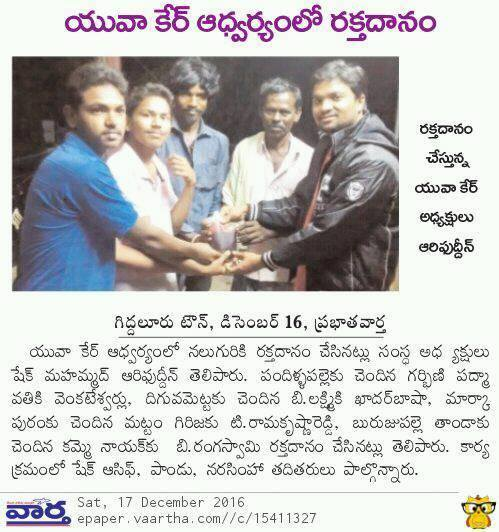 యువా కేర్ ఆధ్వర్యంలో రక్తదానం
రక్తదానం
చేస్తున్న
యువా కేర్
అధ్యక్షులు
ఆరిఫుద్దీన్
గిద్దలూరు టౌన్, డిసెంబర్ 16, ప్రభాతవార్త
యువా కేర్ ఆధ్వర్యంలో నలుగురికి రక్తదానం చేసినట్లు సంస్థ అధ ్యక్షులు
షేక్ మహమ్మద్ ఆరిఫుద్దీన్ తెలిపారు. పందిళ్ళపల్లెకు చెందిన గర్భిణి పద్మా
వతికి వెంకటేశ్వర్లు, దిగువమెట్టకు చెందిన బి.లక్ష్మికి ఖాదర్‌బాషా, మార్కా
పురంకు చెందిన మట్టం గిరిజకు టి.రామకృష్ణారెడ్డి, బురుజుపల్లె తాండాకు
చెందిన కమ్మె నాయక్‌కు బి.రంగస్వామి రక్తదానం చేసినట్లు తెలిపారు. కార్య
క్రమంలో షేక్ ఆసిఫ్, పాండు, నరసింహా తదితరులు పాల్గొన్నారు.
వార్త
Sat, 17 December 2016
epaper.vaartha.com//c/15411327